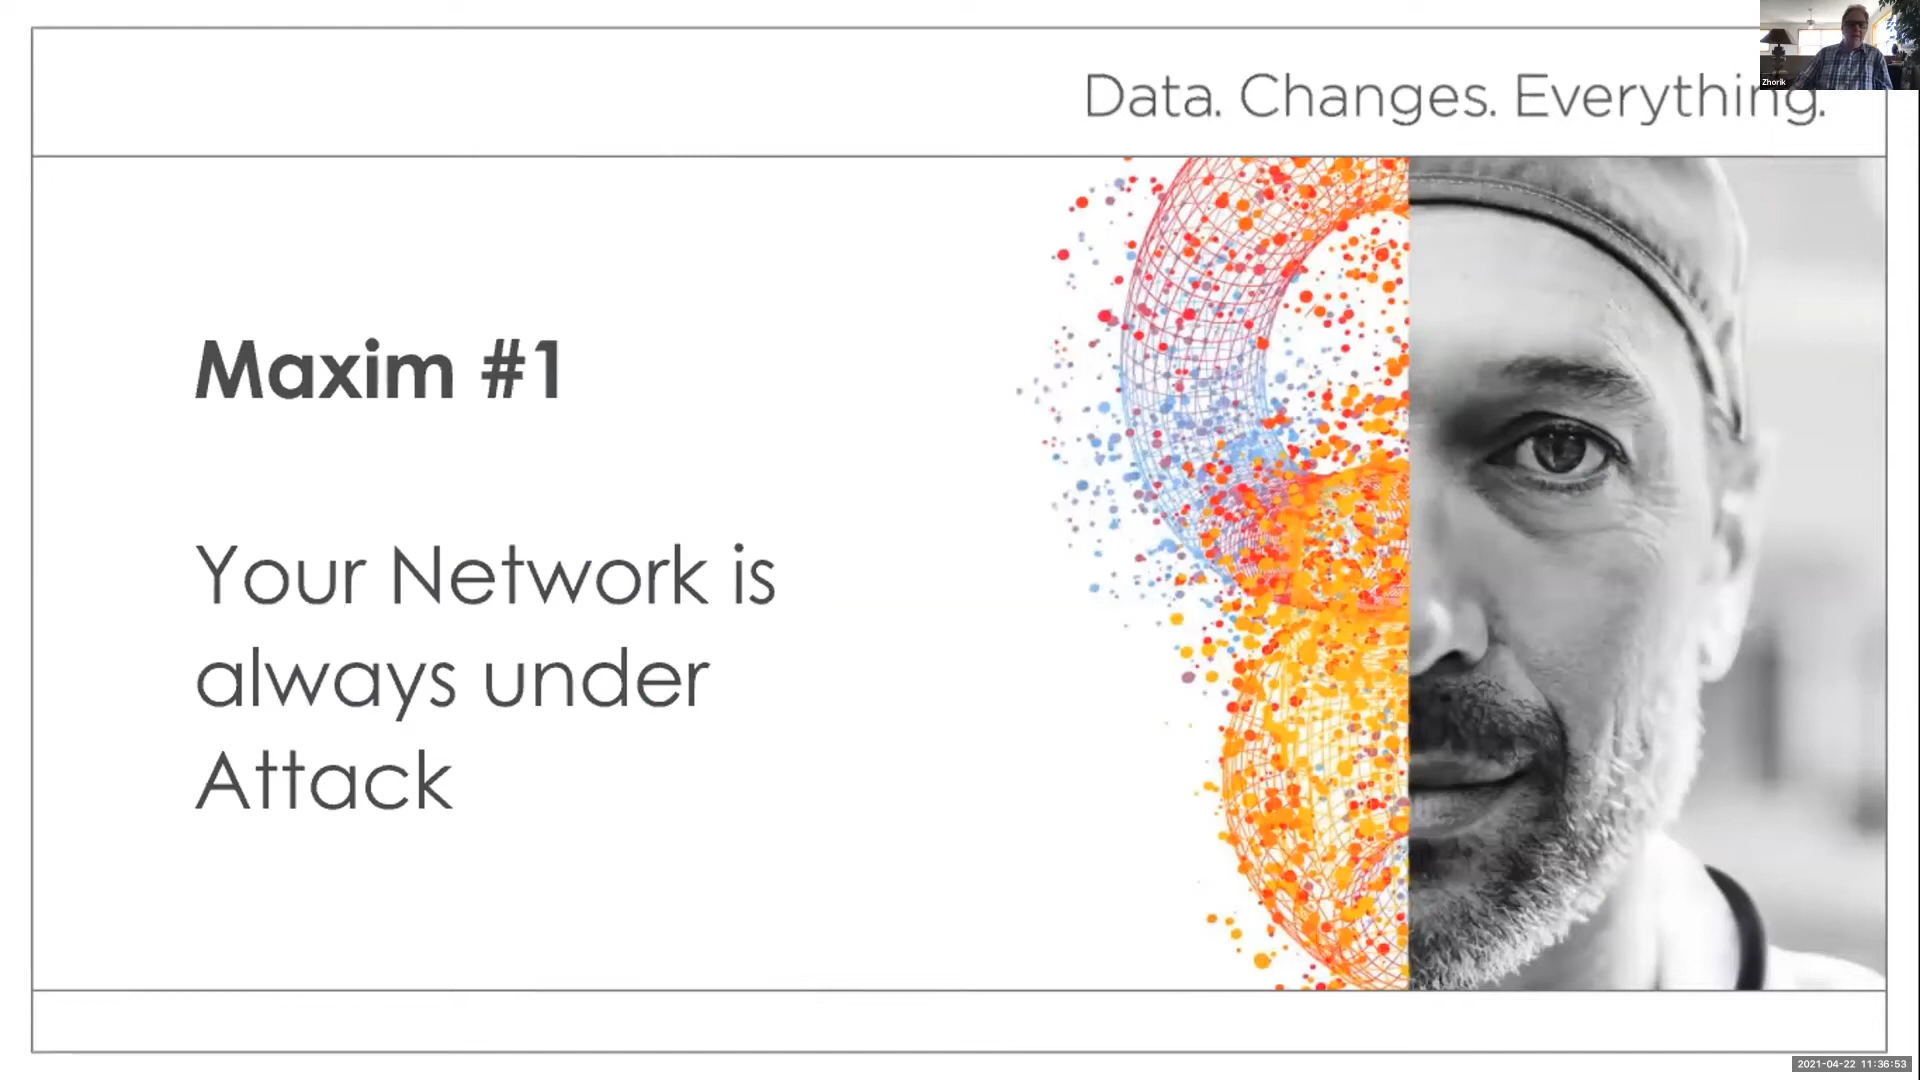 Zhorik
Data. Changes. Everything.
Maxim #1
Your Network is
always under
Attack
2021-04-22 11:36:53